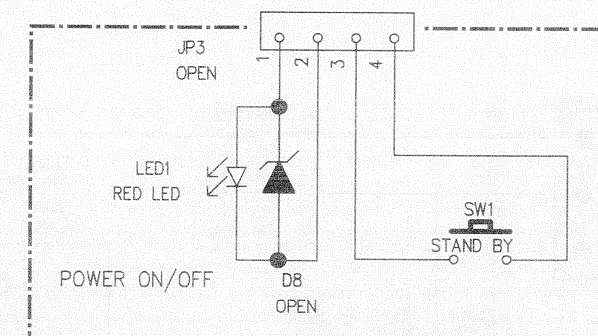 JP3
OPEN
1
2
3
4
LED1
RED LED
SW1
STAND BY
POWER ON/OFF
D8
OPEN